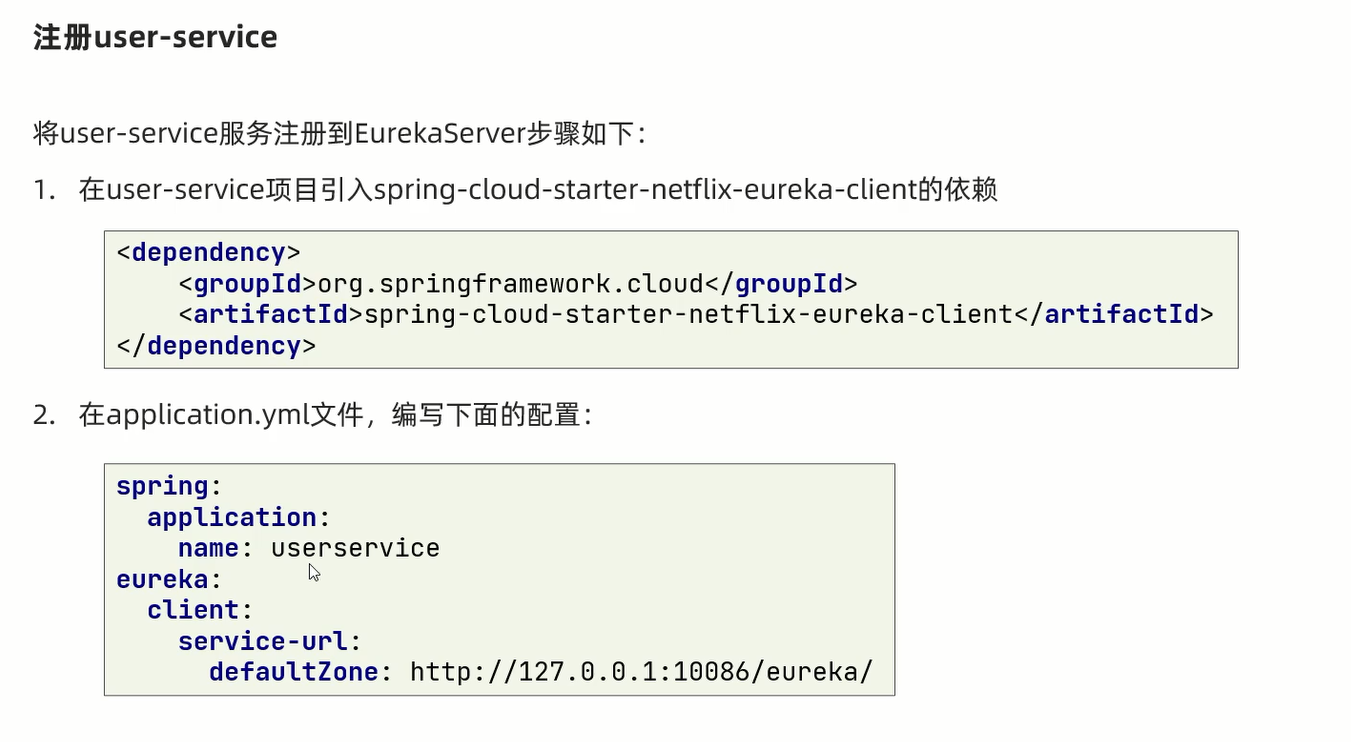 注册user-service
将user-service服务注册到EurekaServer步骤如下：
1. 在user-service项目引入spring-cloud-starter-netflix-eureka-client的依赖
<dependency>
    <groupId>org.springframework.cloud</groupId>
    <artifactId>spring-cloud-starter-netflix-eureka-client</artifactId>
</dependency>
2. 在application.yml文件，编写下面的配置：
spring:
  application:
    name: userservice
eureka:
  client:
    service-url:
      defaultZone: http://127.0.0.1:10086/eureka/